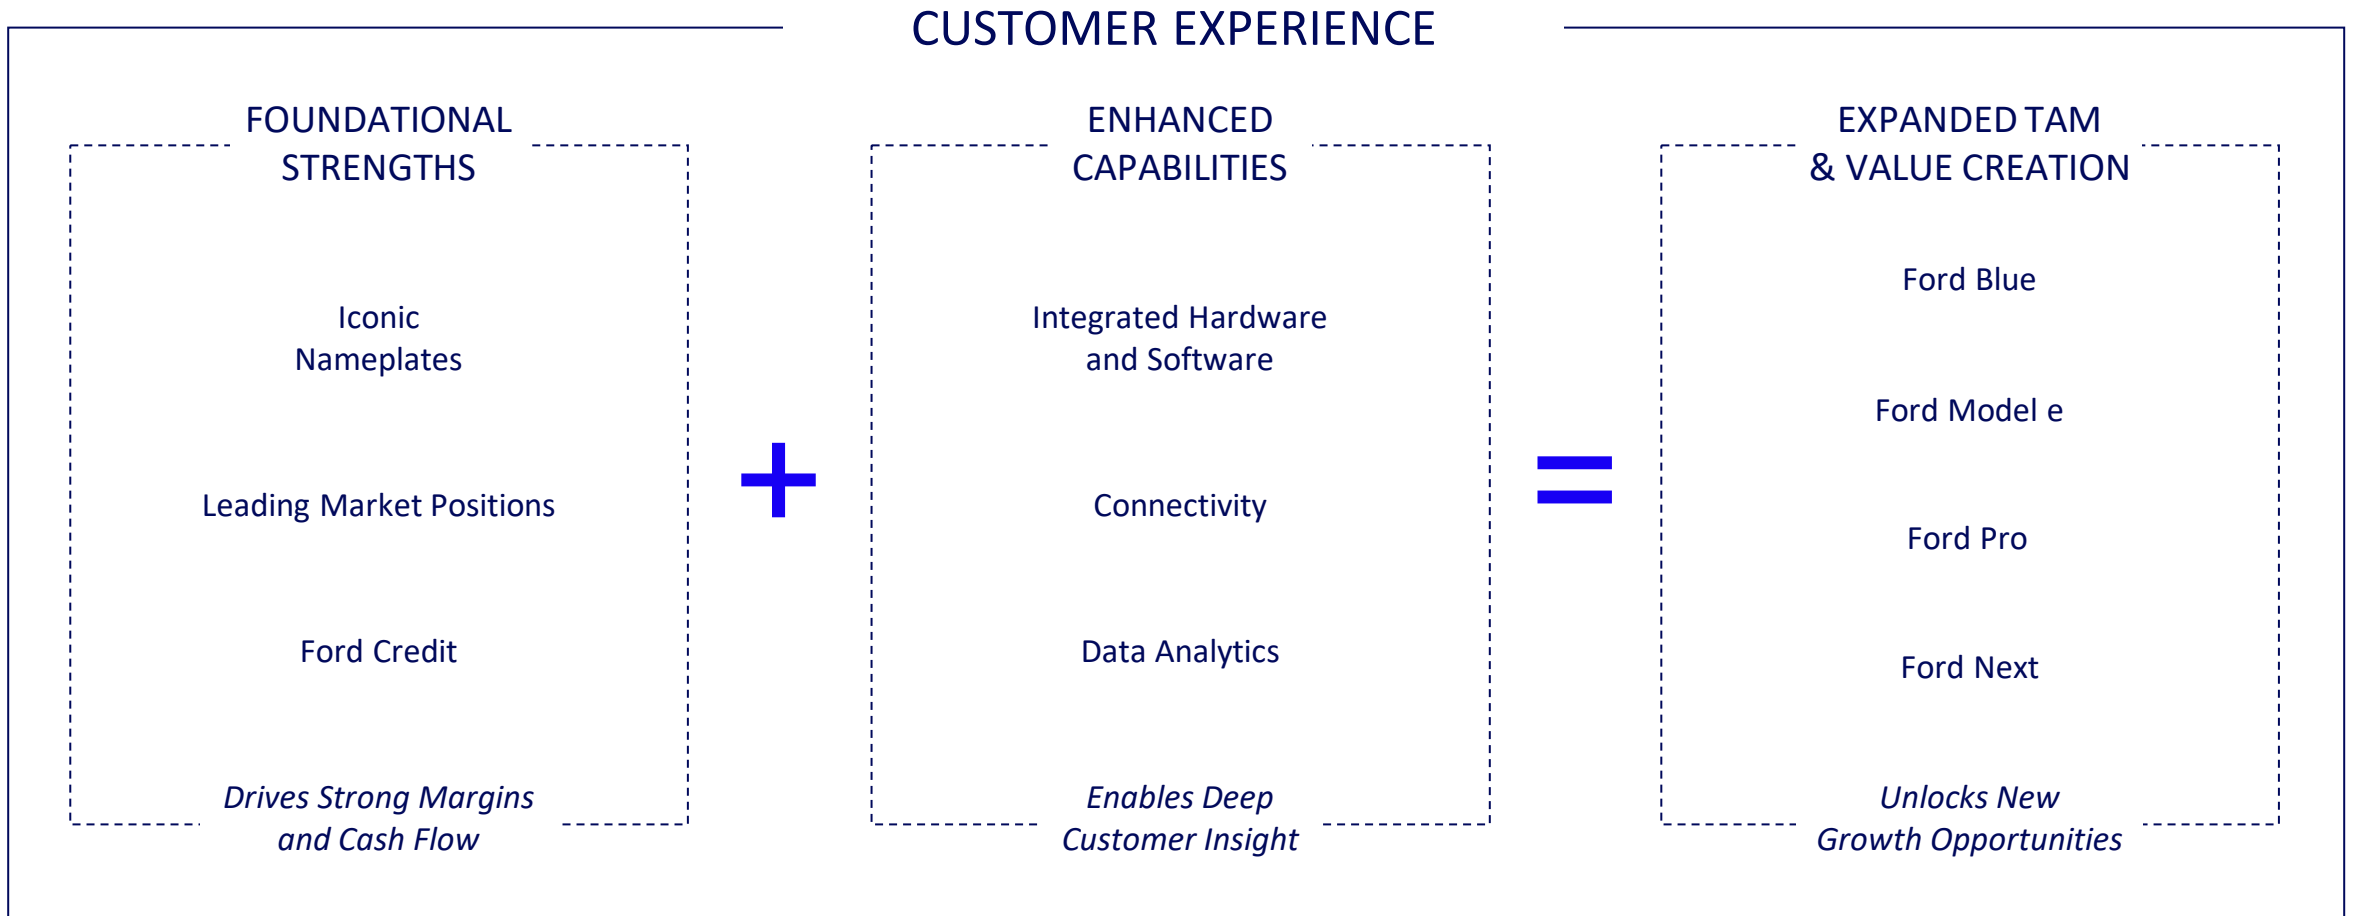 CUSTOMER EXPERIENCE
FOUNDATIONAL
STRENGTHS
Iconic
Nameplates
Leading Market Positions
Ford Credit
Drives Strong Margins
and Cash Flow
+
ENHANCED
CAPABILITIES
Integrated Hardware
and Software
Connectivity
Data Analytics
Enables Deep
Customer Insight
=
EXPANDED TAM
& VALUE CREATION
Ford Blue
Ford Model e
Ford Pro
Ford Next
Unlocks New
Growth Opportunities